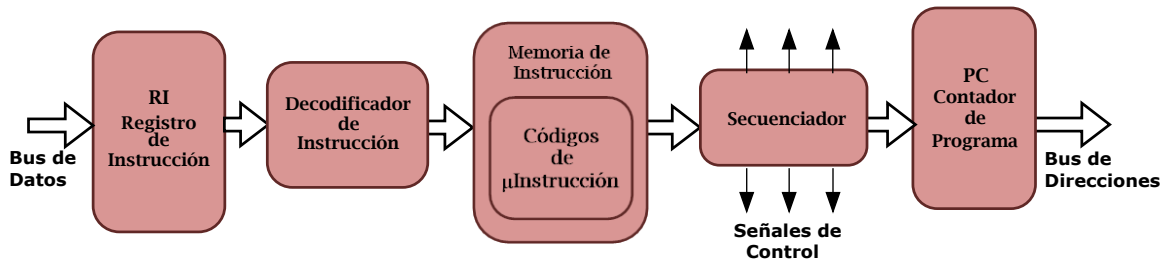 Bus de
Datos
RI
Registro
de
Instrucción
Decodificador
de
Instrucción
Memoria de
Instrucción
Códigos
de
μInstrucción
Secuenciador
Señales de
Control
PC
Contador
de
Programa
Bus de
Direcciones